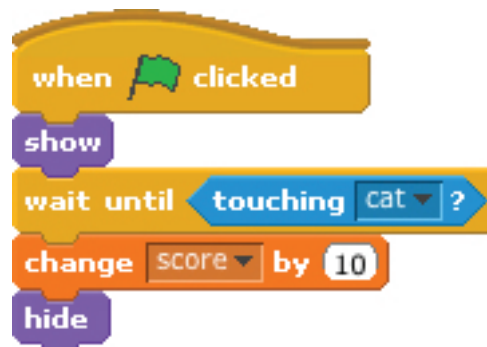 when clicked
show
wait until touching cat ?
change score by 10
hide